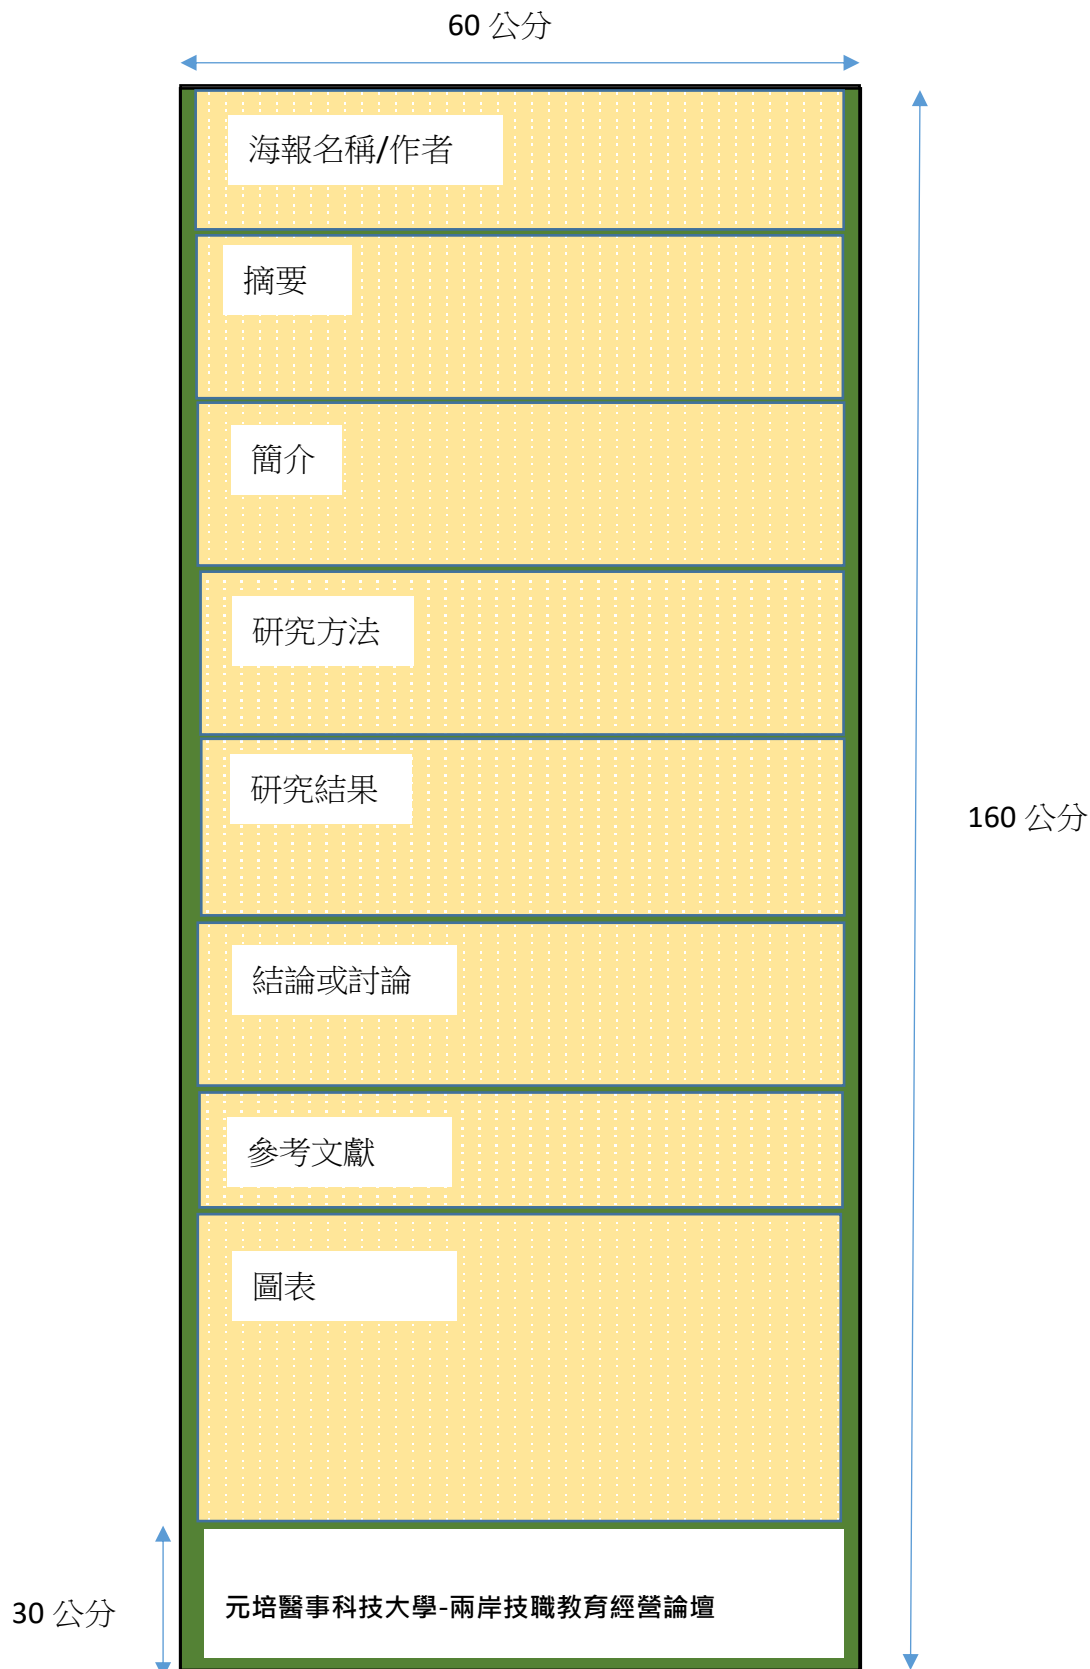 60 公分
海報名稱/作者
摘要
簡介
研究方法
研究結果
160 公分
結論或討論
參考文獻
圖表
30 公分
元培醫事科技大學-兩岸技職教育經營論壇